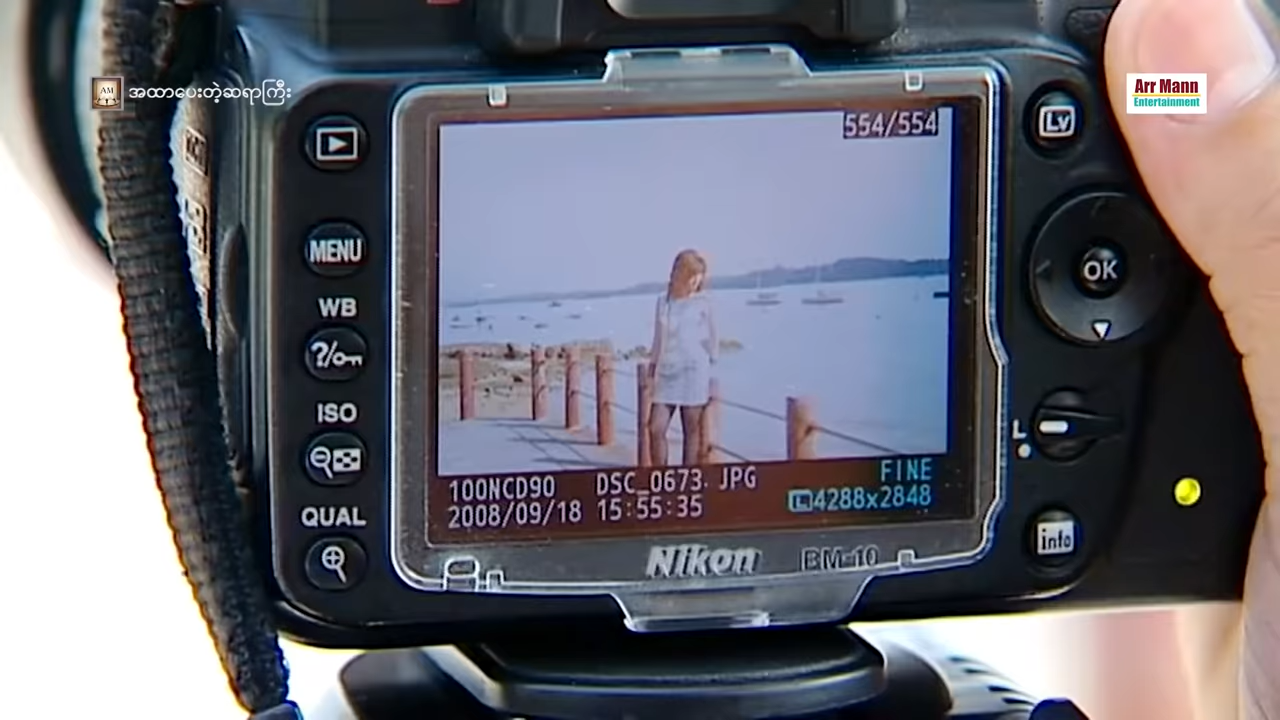 အထာပေးတဲ့ဆရာကြီး
AM
Arr Mann
Entertainment
554/554
Lv
MENU
WB
?/
OK
ISO
L
QUAL
info
100NCD90 DSC_0673.JPG FINE
2008/09/18 15:55:35 L 4288x2848
Nikon BM-10